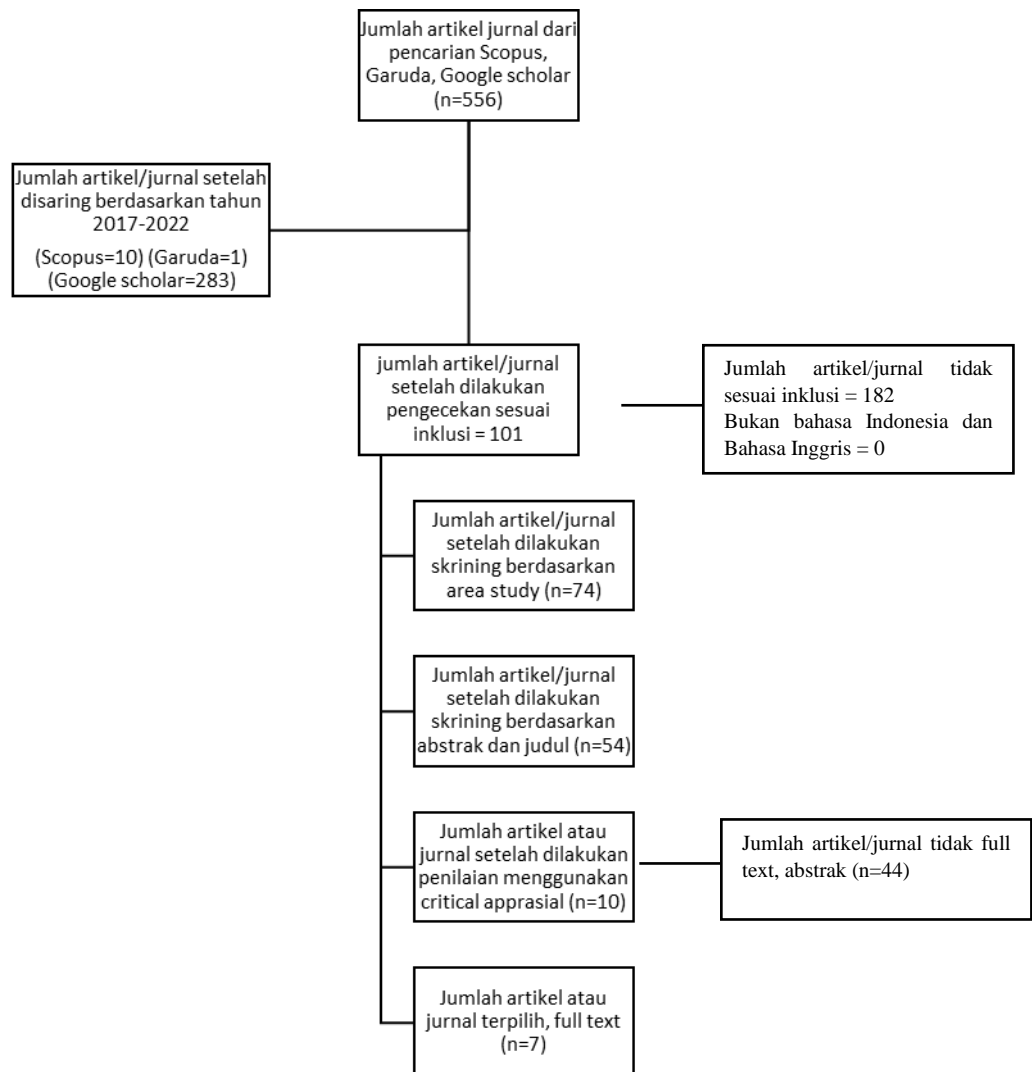 Jumlah artikel jurnal dari
pencarian Scopus,
Garuda, Google scholar
(n=556)
Jumlah artikel/jurnal setelah
disaring berdasarkan tahun
2017-2022
(Scopus=10) (Garuda=1)
(Google scholar=283)
jumlah artikel/jurnal
setelah dilakukan
pengecekan sesuai
inklusi = 101
Jumlah artikel/jurnal tidak
sesuai inklusi = 182
Bukan bahasa Indonesia dan
Bahasa Inggris = 0
Jumlah artikel/jurnal
setelah dilakukan
skrining berdasarkan
area study (n=74)
Jumlah artikel/jurnal
setelah dilakukan
skrining berdasarkan
abstrak dan judul (n=54)
Jumlah artikel atau
jurnal setelah dilakukan
penilaian menggunakan
critical apprasial (n=10)
Jumlah artikel/jurnal tidak full
text, abstrak (n=44)
Jumlah artikel atau
jurnal terpilih, full text
(n=7)